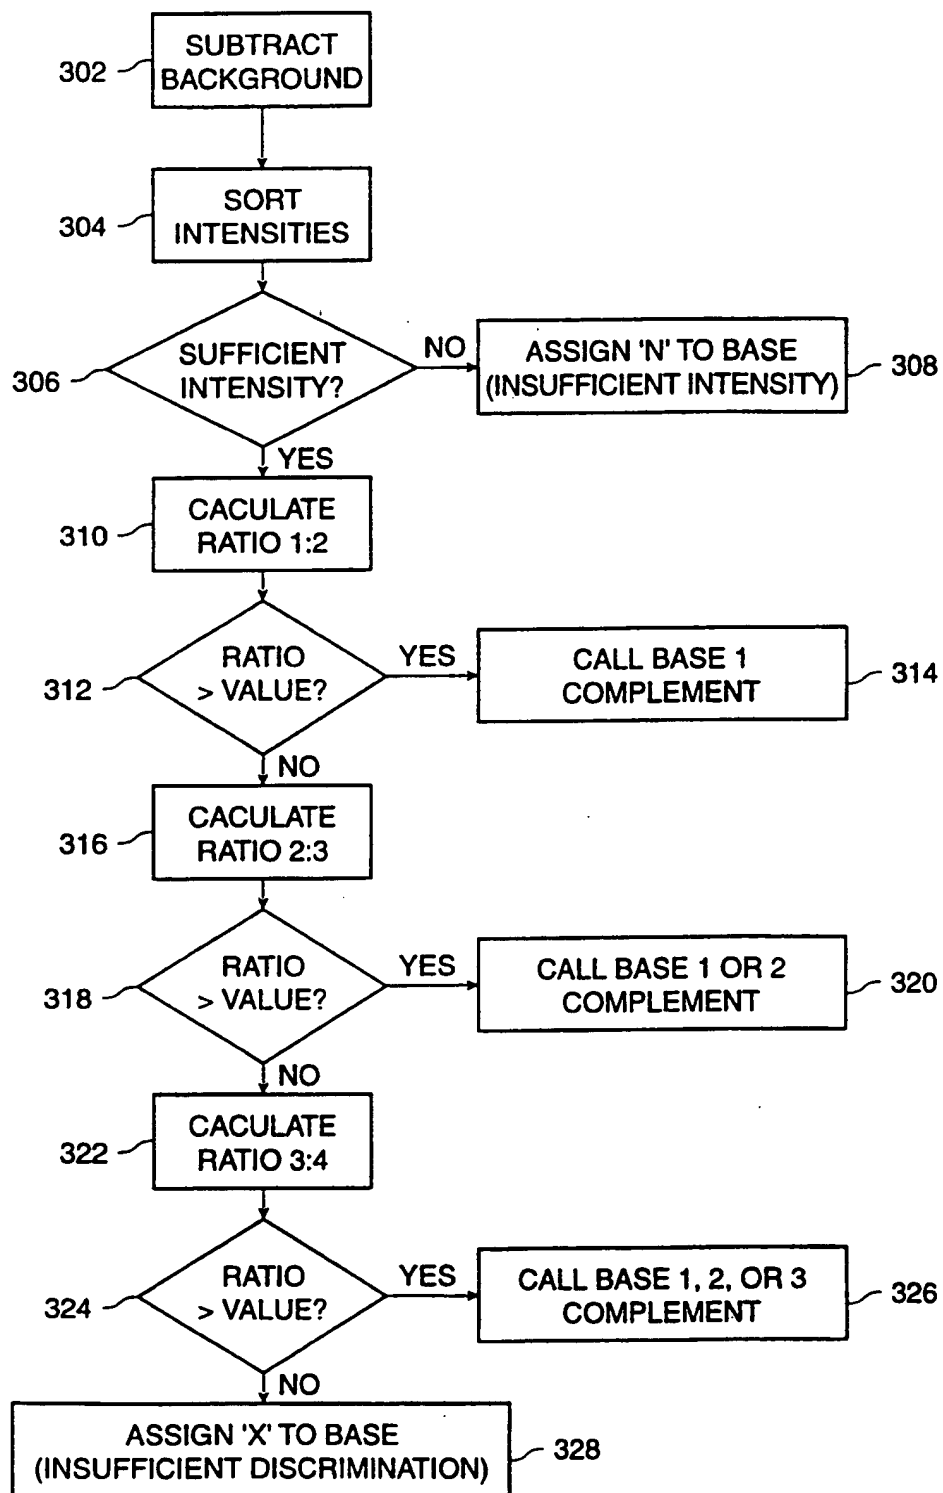 SUBTRACT
BACKGROUND
302
SORT
INTENSITIES
304
SUFFICIENT
INTENSITY?
306
NO
ASSIGN 'N' TO BASE
(INSUFFICIENT INTENSITY)
308
YES
CACULATE
RATIO 1:2
310
RATIO
> VALUE?
312
YES
CALL BASE 1
COMPLEMENT
314
NO
CACULATE
RATIO 2:3
316
RATIO
> VALUE?
318
YES
CALL BASE 1 OR 2
COMPLEMENT
320
NO
CACULATE
RATIO 3:4
322
RATIO
> VALUE?
324
YES
CALL BASE 1, 2, OR 3
COMPLEMENT
326
NO
ASSIGN 'X' TO BASE
(INSUFFICIENT DISCRIMINATION)
328